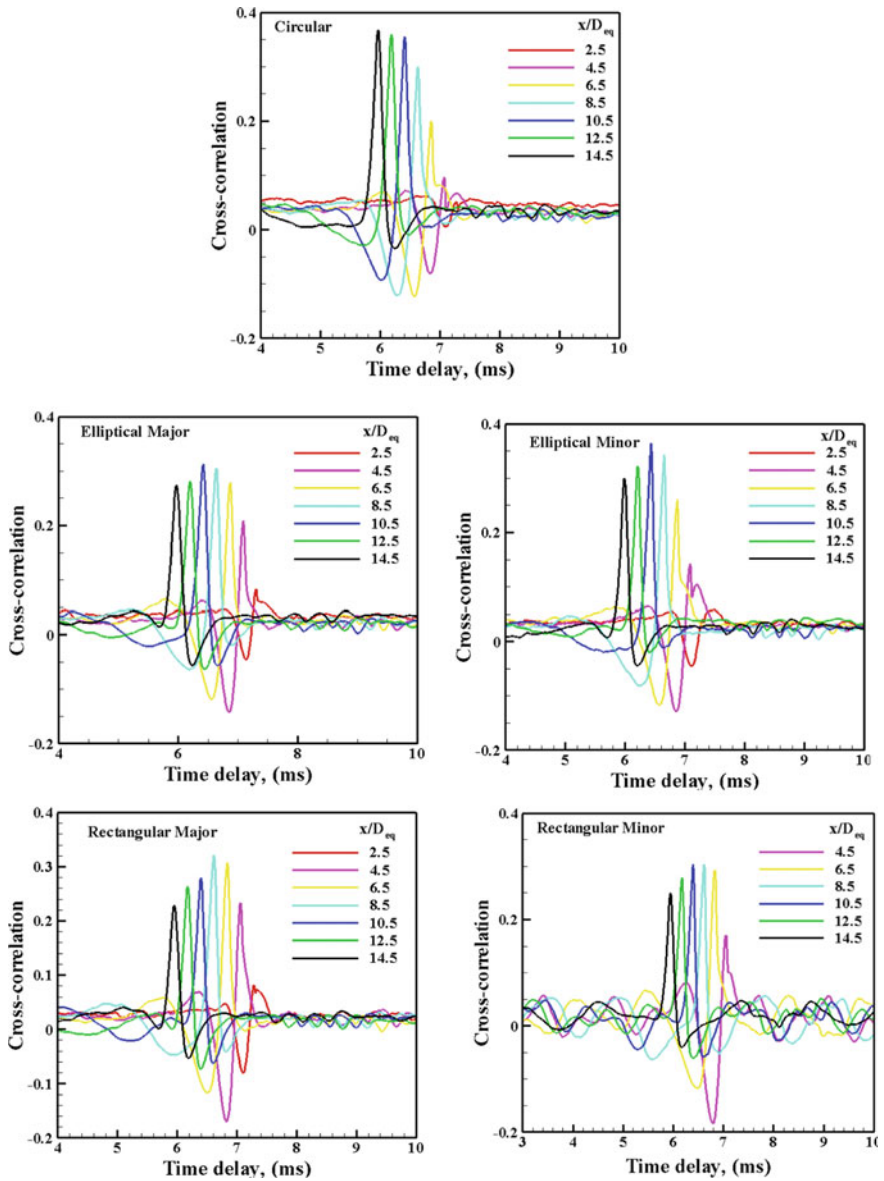 Circular
x/Deq
2.5
4.5
6.5
8.5
10.5
12.5
14.5
0.4
0.2
0
-0.2
Cross-correlation
4 5 6 7 8 9 10
Time delay, (ms)
Elliptical Major
x/Deq
2.5
4.5
6.5
8.5
10.5
12.5
14.5
0.4
0.2
0
-0.2
Cross-correlation
4 6 8 10
Time delay, (ms)
Elliptical Minor
x/Deq
2.5
4.5
6.5
8.5
10.5
12.5
14.5
0.4
0.2
0
-0.2
Cross-correlation
4 5 6 7 8 9 10
Time delay, (ms)
Rectangular Major
x/Deq
2.5
4.5
6.5
8.5
10.5
12.5
14.5
0.4
0.3
0.2
0.1
0
-0.1
-0.2
Cross-correlation
4 5 6 7 8 9 10
Time delay, (ms)
Rectangular Minor
x/Deq
4.5
6.5
8.5
10.5
12.5
14.5
0.4
0.2
0
-0.2
Cross-correlation
3 4 5 6 7 8 9 10
Time delay, (ms)